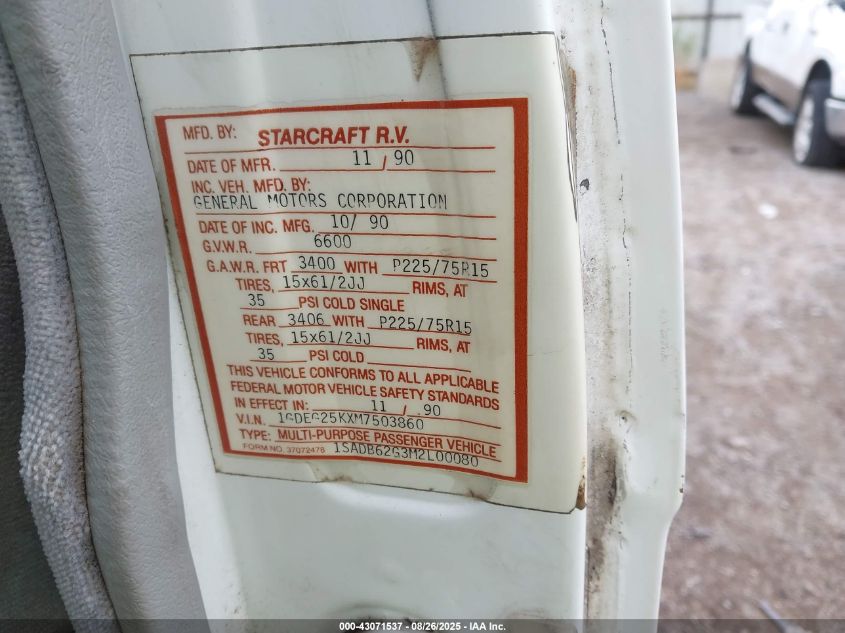 MFD. BY: STARCRAFT R.V.
DATE OF MFR. 11 / 90
INC. VEH. MFD. BY:
GENERAL MOTORS CORPORATION
DATE OF INC. MFG. 10/ 90
G.V.W.R. 6600
G.A.W.R. FRT 3400 WITH P225/75R15
TIRES, 15x61/2JJ RIMS, AT
35 PSI COLD SINGLE
REAR 3406 WITH P225/75R15
TIRES, 15x61/2JJ RIMS, AT
35 PSI COLD
THIS VEHICLE CONFORMS TO ALL APPLICABLE
FEDERAL MOTOR VEHICLE SAFETY STANDARDS
IN EFFECT IN: 11 / 90
V.I.N. 1GDEG25KXM7503860
TYPE: MULTI-PURPOSE PASSENGER VEHICLE
FORM NO. 37072476 1SADB62G3M2L00080
000-43071537 - 08/26/2025 - IAA Inc.